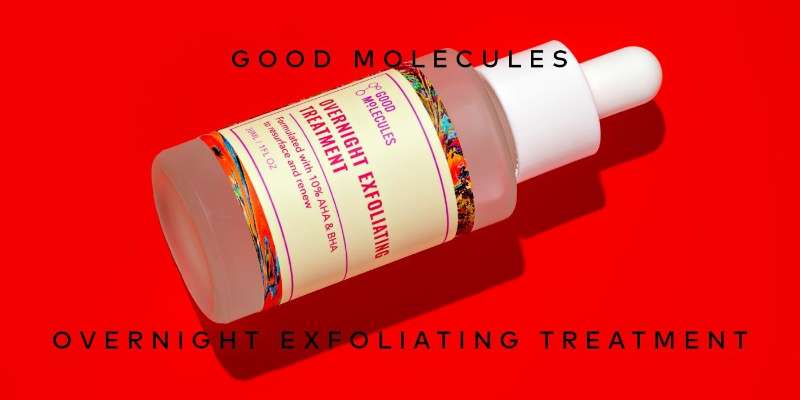 GOOD MOLECULES
GOOD
MOLECULES
OVERNIGHT EXFOLIATING
TREATMENT
Formulated with 10% AHA & BHA
to resurface and renew
30ML / 1 FL OZ
OVERNIGHT EXFOLIATING TREATMENT